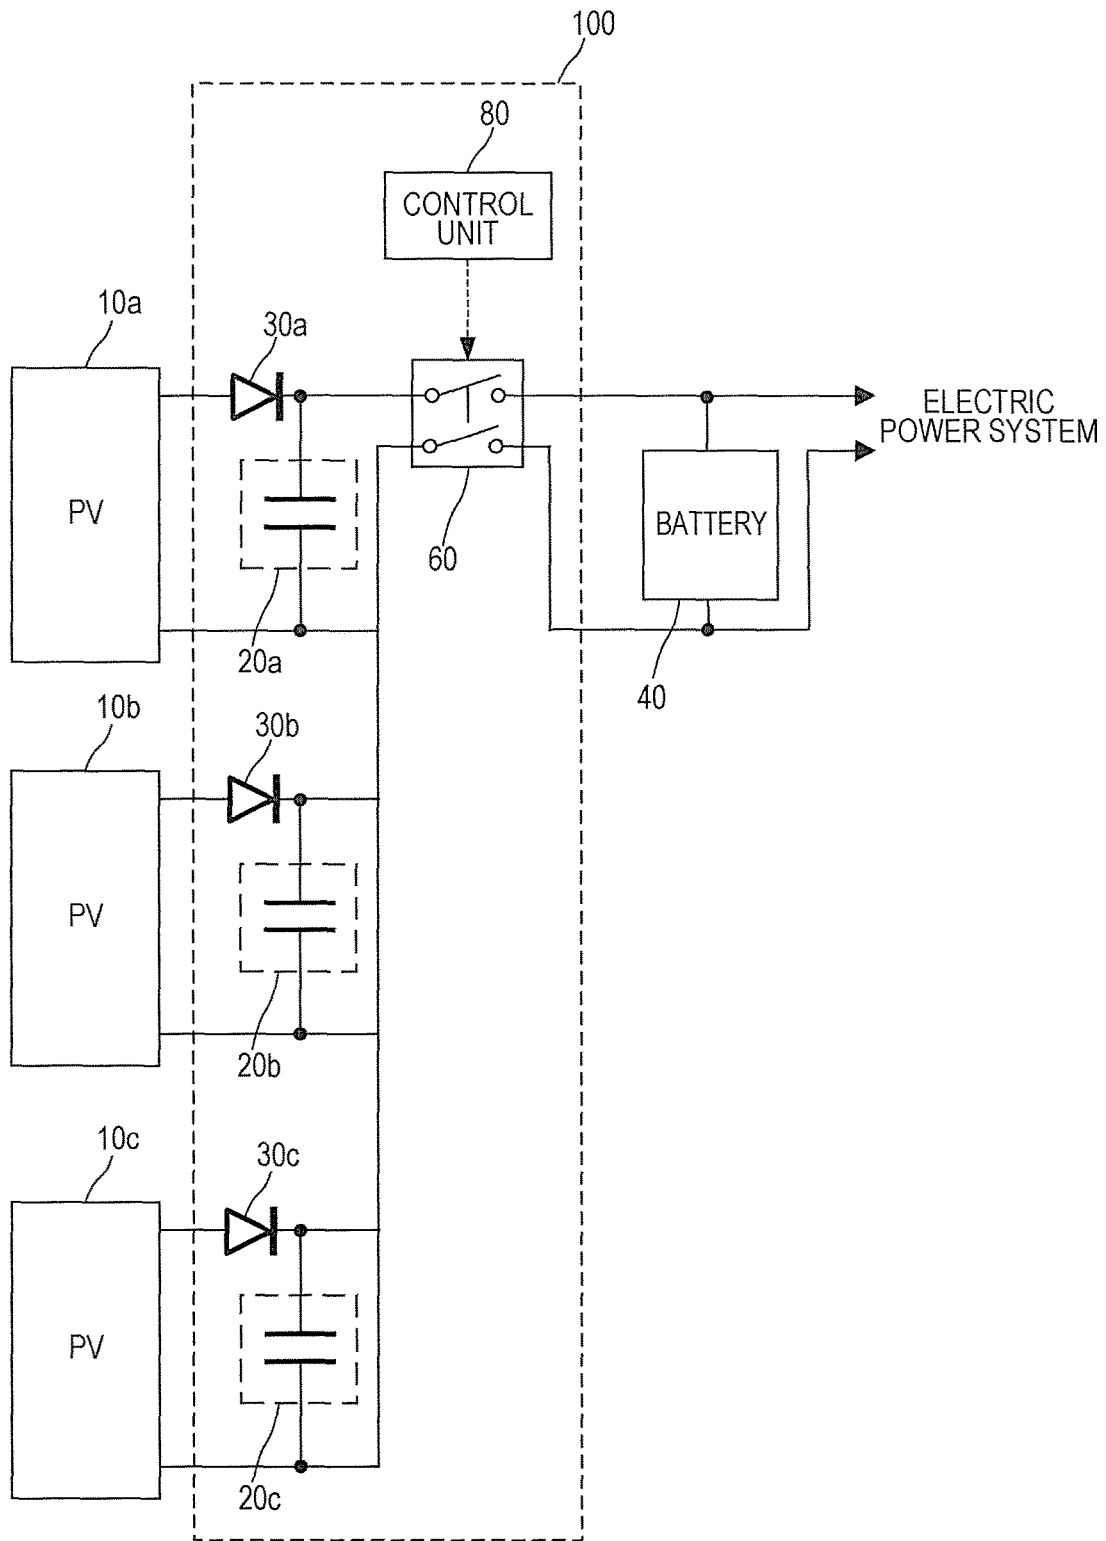 100
80
CONTROL
UNIT
10a
30a
ELECTRIC
POWER SYSTEM
PV
BATTERY
60
20a
40
10b
30b
PV
20b
10c
30c
PV
20c